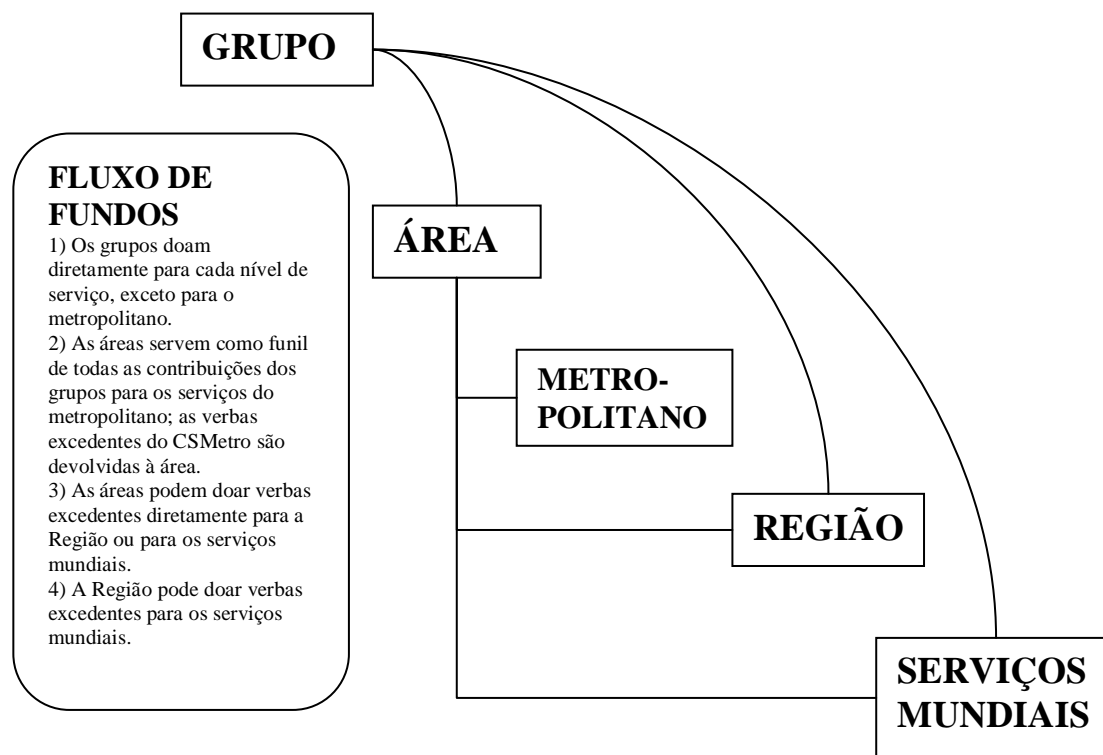 GRUPO
FLUXO DE
FUNDOS
1) Os grupos doam
diretamente para cada nível de
serviço, exceto para o
metropolitano.
2) As áreas servem como funil
de todas as contribuições dos
grupos para os serviços do
metropolitano; as verbas
excedentes do CSMetro são
devolvidas à área.
3) As áreas podem doar verbas
excedentes diretamente para a
Região ou para os serviços
mundiais.
4) A Região pode doar verbas
excedentes para os serviços
mundiais.
ÁREA
METRO-
POLITANO
REGIÃO
SERVIÇOS
MUNDIAIS